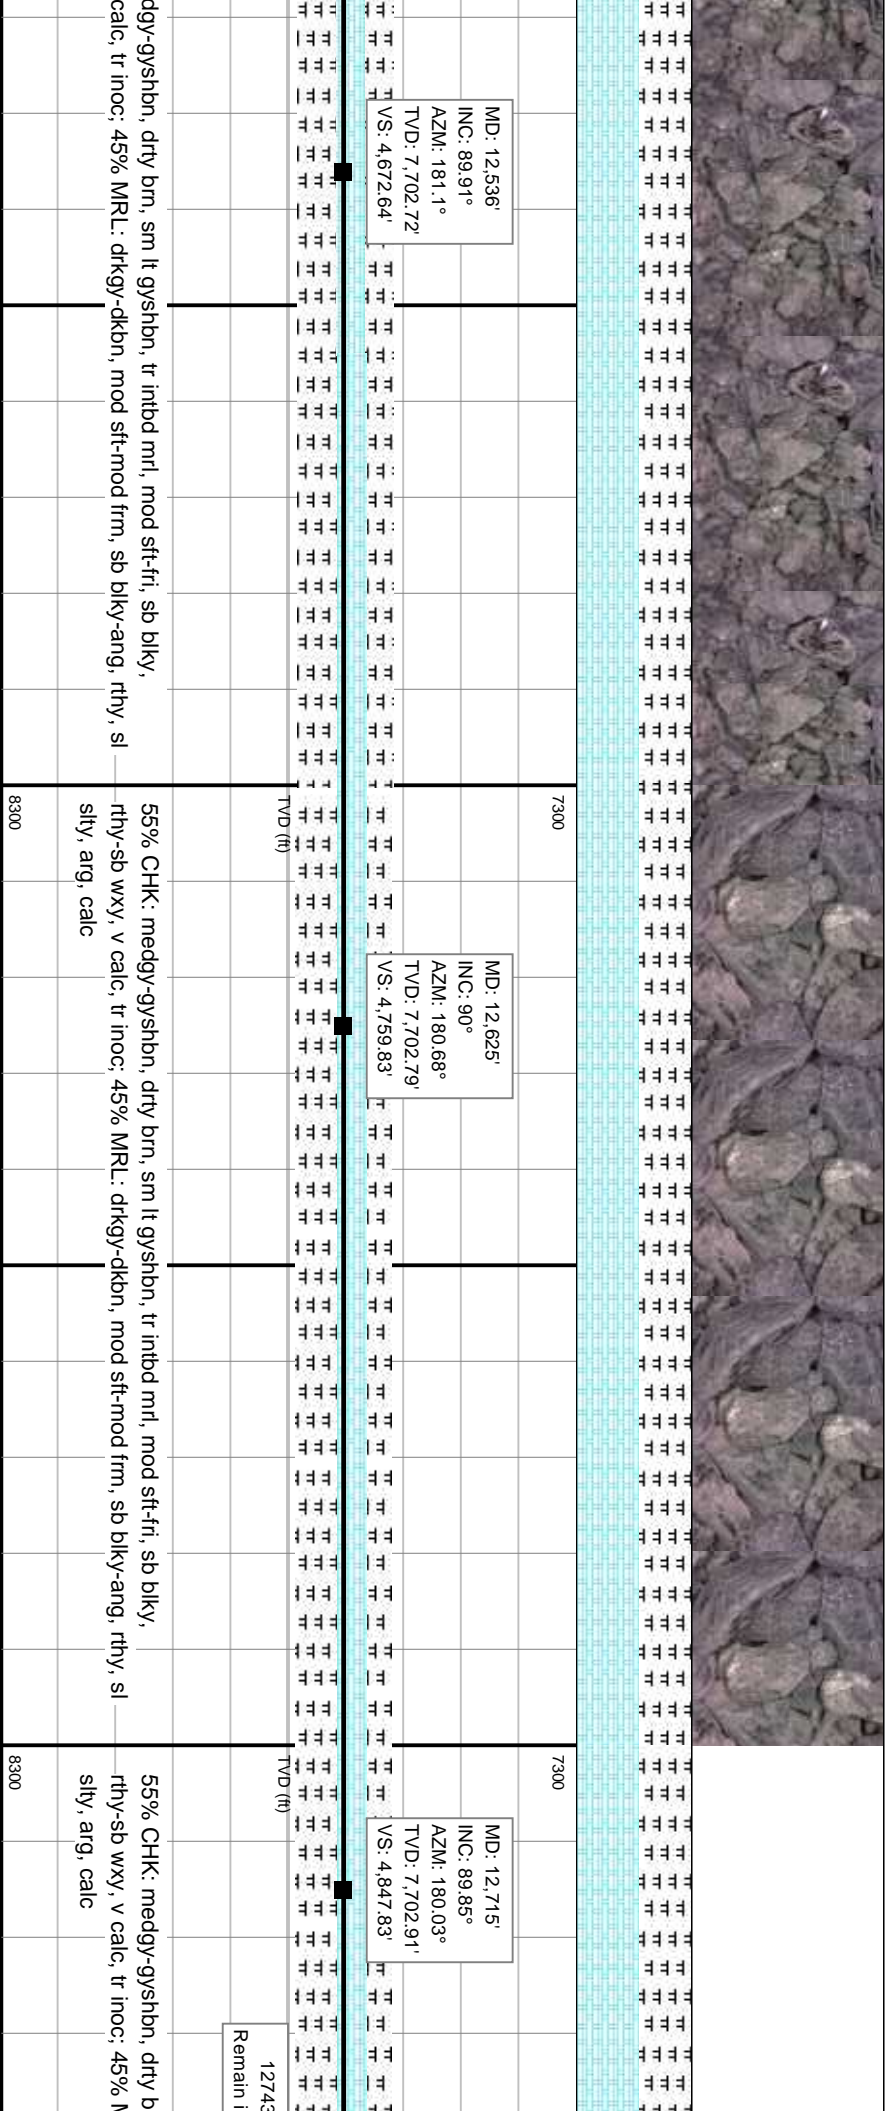 dgy-gyshbn, drty brn, sm lt gyshbn, tr intbd mrl, mod sft-fri, sb blky,
calc, tr inoc; 45% MRL: drkgy-dkbn, mod sft-mod frm, sb blky-ang, rthy, sl
MD: 12,536'
INC: 89.91°
AZM: 181.1°
TVD: 7,702.72'
VS: 4,672.64'
7300
TVD (ft)
8300
55% CHK: medgy-gyshbn, drty brn, sm lt gyshbn, tr intbd mrl, mod sft-fri, sb blky,
rthy-sb wxy, v calc, tr inoc; 45% MRL: drkgy-dkbn, mod sft-mod frm, sb blky-ang, rthy, sl
slty, arg, calc
MD: 12,625'
INC: 90°
AZM: 180.68°
TVD: 7,702.79'
VS: 4,759.83'
7300
TVD (ft)
8300
55% CHK: medgy-gyshbn, drty b
rthy-sb wxy, v calc, tr inoc; 45% M
slty, arg, calc
MD: 12,715'
INC: 89.85°
AZM: 180.03°
TVD: 7,702.91'
VS: 4,847.83'
12743
Remain i